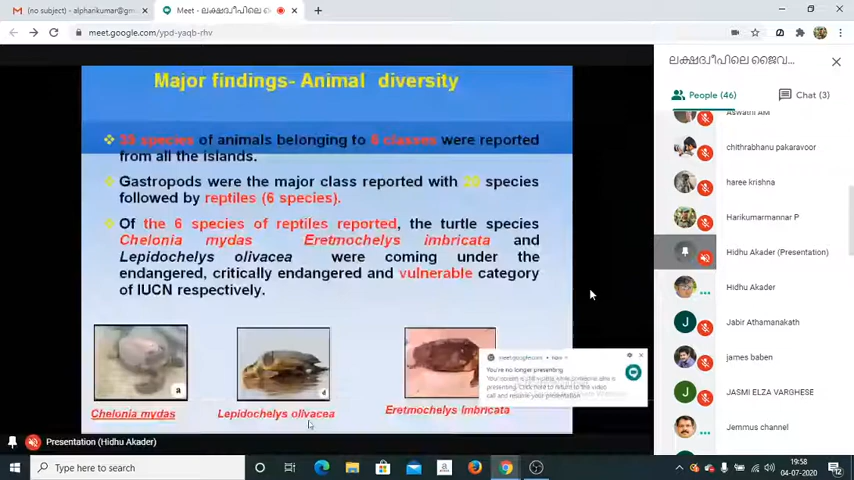 (no subject) - alpharikumar@gmai
Meet - ലക്ഷദ്വീപിലെ ജൈ
meet.google.com/ypd-yaqb-rhv
Major findings- Animal diversity
species of animals belonging to classes were reported
from all the islands.
Gastropods were the major class reported with species
followed by reptiles (6 species).
Of the 6 species of reptiles reported, the turtle species
Chelonia mydas Eretmochelys imbricata and
Lepidochelys olivacea were coming under the
endangered, critically endangered and vulnerable category
of IUCN respectively.
a
d
Chelonia mydas
Lepidochelys olivacea
Eretmochelys imbricata
meet.google.com • Now
You're no longer presenting
Presentation (Hidhu Akader)
ലക്ഷദ്വീപിലെ ജൈവ...
People (46)
Chat (3)
Aswathi AM
chithrabhanu pakaravoor
haree krishna
Harikumarmannar P
Hidhu Akader (Presentation)
Hidhu Akader
J
Jabir Athamanakath
james baben
J
JASMI ELZA VARGHESE
Jemmus channel
Type here to search
a
19:58
04-07-2020